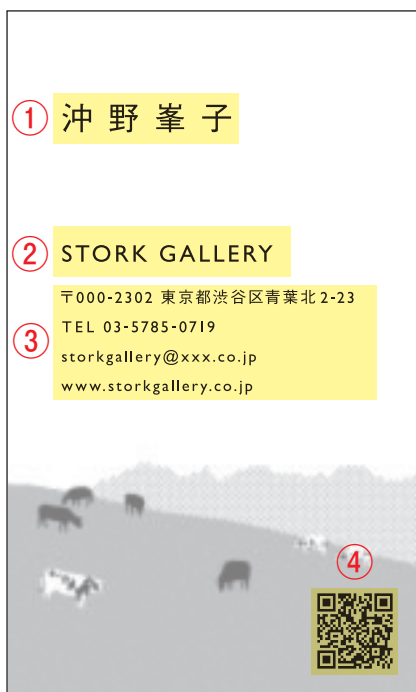 ① 沖野峯子
② STORK GALLERY
③ 〒000-2302 東京都渋谷区青葉北2-23
TEL 03-5785-0719
storkgallery@xxx.co.jp
www.storkgallery.co.jp
④